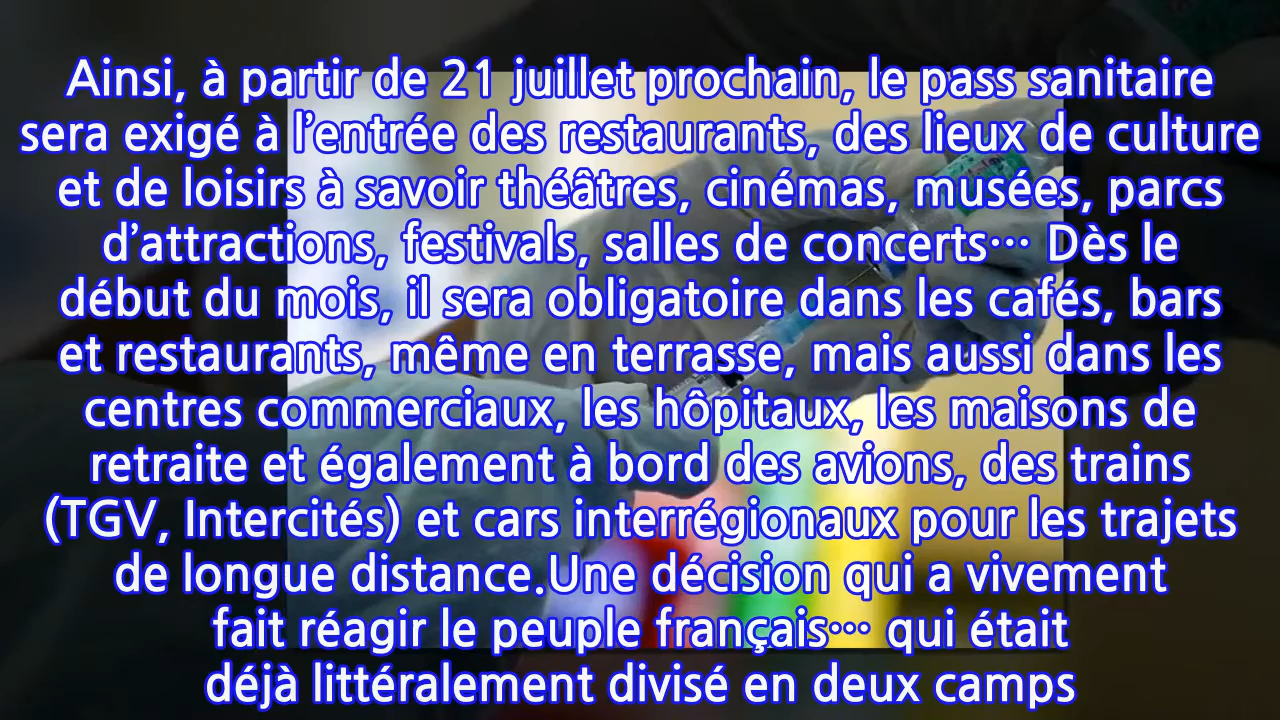 Ainsi, à partir de 21 juillet prochain, le pass sanitaire
sera exigé à l’entrée des restaurants, des lieux de culture
et de loisirs à savoir théâtres, cinémas, musées, parcs
d’attractions, festivals, salles de concerts… Dès le
début du mois, il sera obligatoire dans les cafés, bars
et restaurants, même en terrasse, mais aussi dans les
centres commerciaux, les hôpitaux, les maisons de
retraite et également à bord des avions, des trains
(TGV, Intercités) et cars interrégionaux pour les trajets
de longue distance.Une décision qui a vivement
fait réagir le peuple français… qui était
déjà littéralement divisé en deux camps